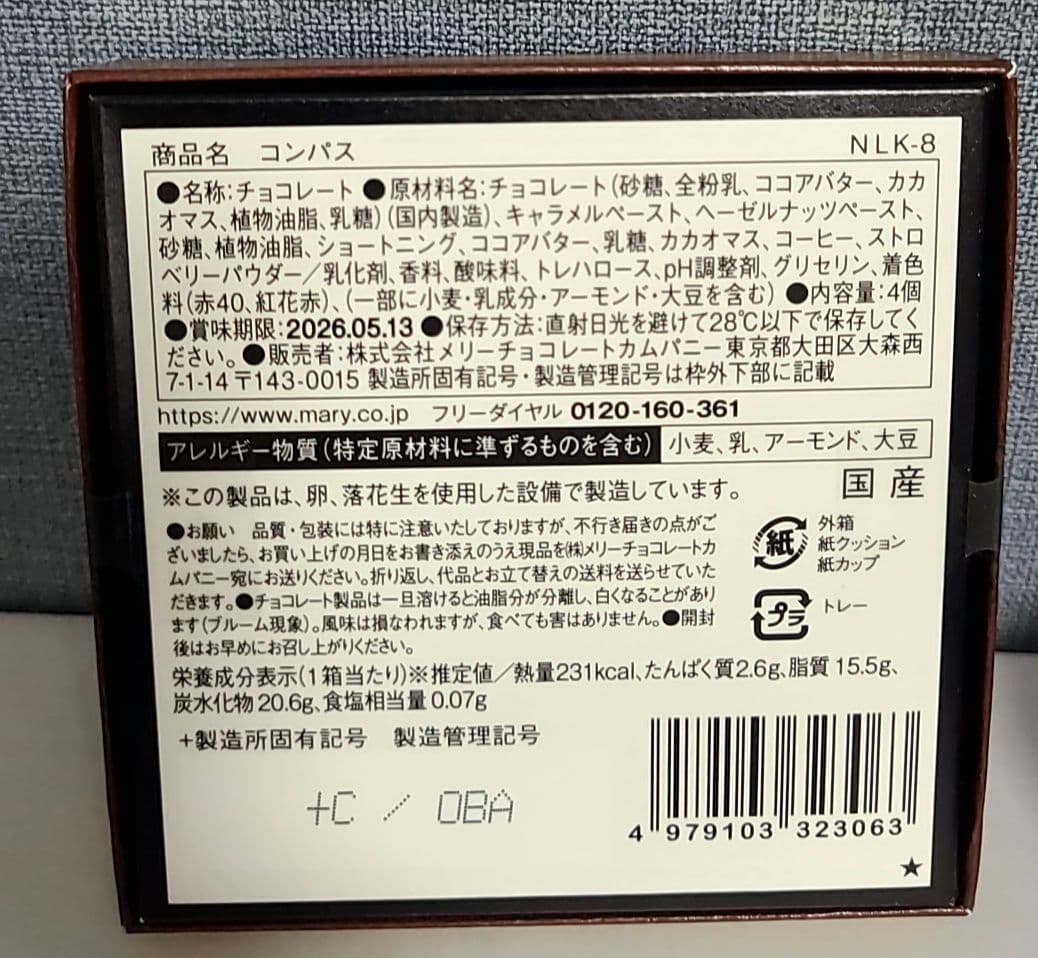 商品名 コンパス NLK-8
●名称:チョコレート ●原材料名:チョコレート(砂糖、全粉乳、ココアバター、カカ
オマス、植物油脂、乳糖)(国内製造)、キャラメルペースト、ヘーゼルナッツペースト、
砂糖、植物油脂、ショートニング、ココアバター、乳糖、カカオマス、コーヒー、ストロ
ベリーパウダー/乳化剤、香料、酸味料、トレハロース、pH調整剤、グリセリン、着色
料(赤40、紅花赤)、(一部に小麦・乳成分・アーモンド・大豆を含む) ●内容量:4個
●賞味期限:2026.05.13 ●保存方法:直射日光を避けて28℃以下で保存してく
ださい。●販売者:株式会社メリーチョコレートカムパニー 東京都大田区大森西
7-1-14 〒143-0015 製造所固有記号・製造管理記号は枠外下部に記載
https://www.mary.co.jp フリーダイヤル 0120-160-361
アレルギー物質(特定原材料に準ずるものを含む) 小麦、乳、アーモンド、大豆
※この製品は、卵、落花生を使用した設備で製造しています。
国産
●お願い 品質・包装には特に注意いたしておりますが、不行き届きの点がご
ざいましたら、お買い上げの月日をお書き添えのうえ現品を㈱メリーチョコレートカ
ムパニー宛にお送りください。折り返し、代品とお立て替えの送料を送らせていた
だきます。●チョコレート製品は一旦溶けると油脂分が分離し、白くなることがあり
ます(ブルーム現象)。風味は損なわれますが、食べても害はありません。●開封
後はお早めにお召し上がりください。
紙
外箱
紙クッション
紙カップ
プラ
トレー
栄養成分表示(1箱当たり)※推定値/熱量231kcal、たんぱく質2.6g、脂質15.5g、
炭水化物20.6g、食塩相当量0.07g
+製造所固有記号 製造管理記号
+C / OBA
4 979103 323063
★